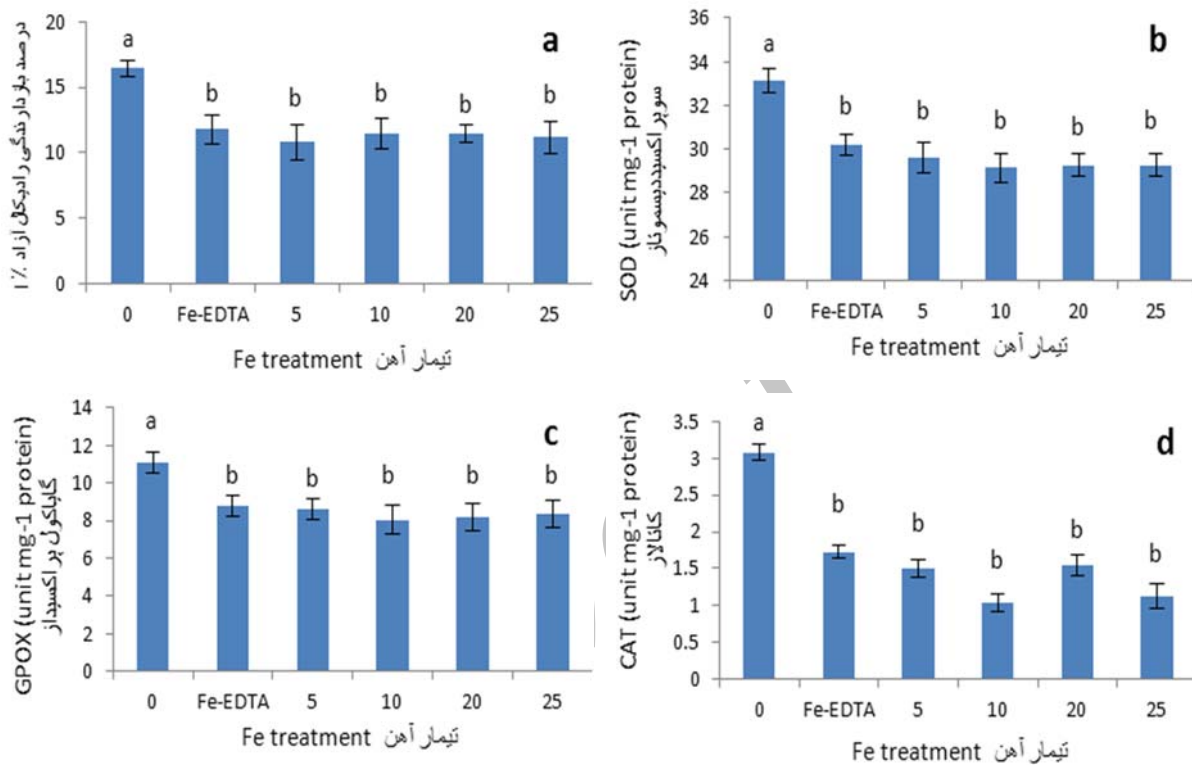 a
درصد بازدارندگی رادیکال آزاد I%
20
15
10
5
0
a
b
b
b
b
b
0 Fe-EDTA 5 10 20 25
Fe treatment تیمار آهن
b
SOD (unit mg-1 protein)
سوپر اکسیددیسموتاز
36
34
32
30
28
26
24
a
b
b
b
b
b
0 Fe-EDTA 5 10 20 25
Fe treatment تیمار آهن
c
GPOX (unit mg-1 protein)
گایاکول پر اکسیداز
14
12
10
8
6
4
2
0
a
b
b
b
b
b
0 Fe-EDTA 5 10 20 25
Fe treatment تیمار آهن
d
CAT (unit mg-1 protein)
کاتالاز
3.5
3
2.5
2
1.5
1
0.5
0
a
b
b
b
b
b
0 Fe-EDTA 5 10 20 25
Fe treatment تیمار آهن